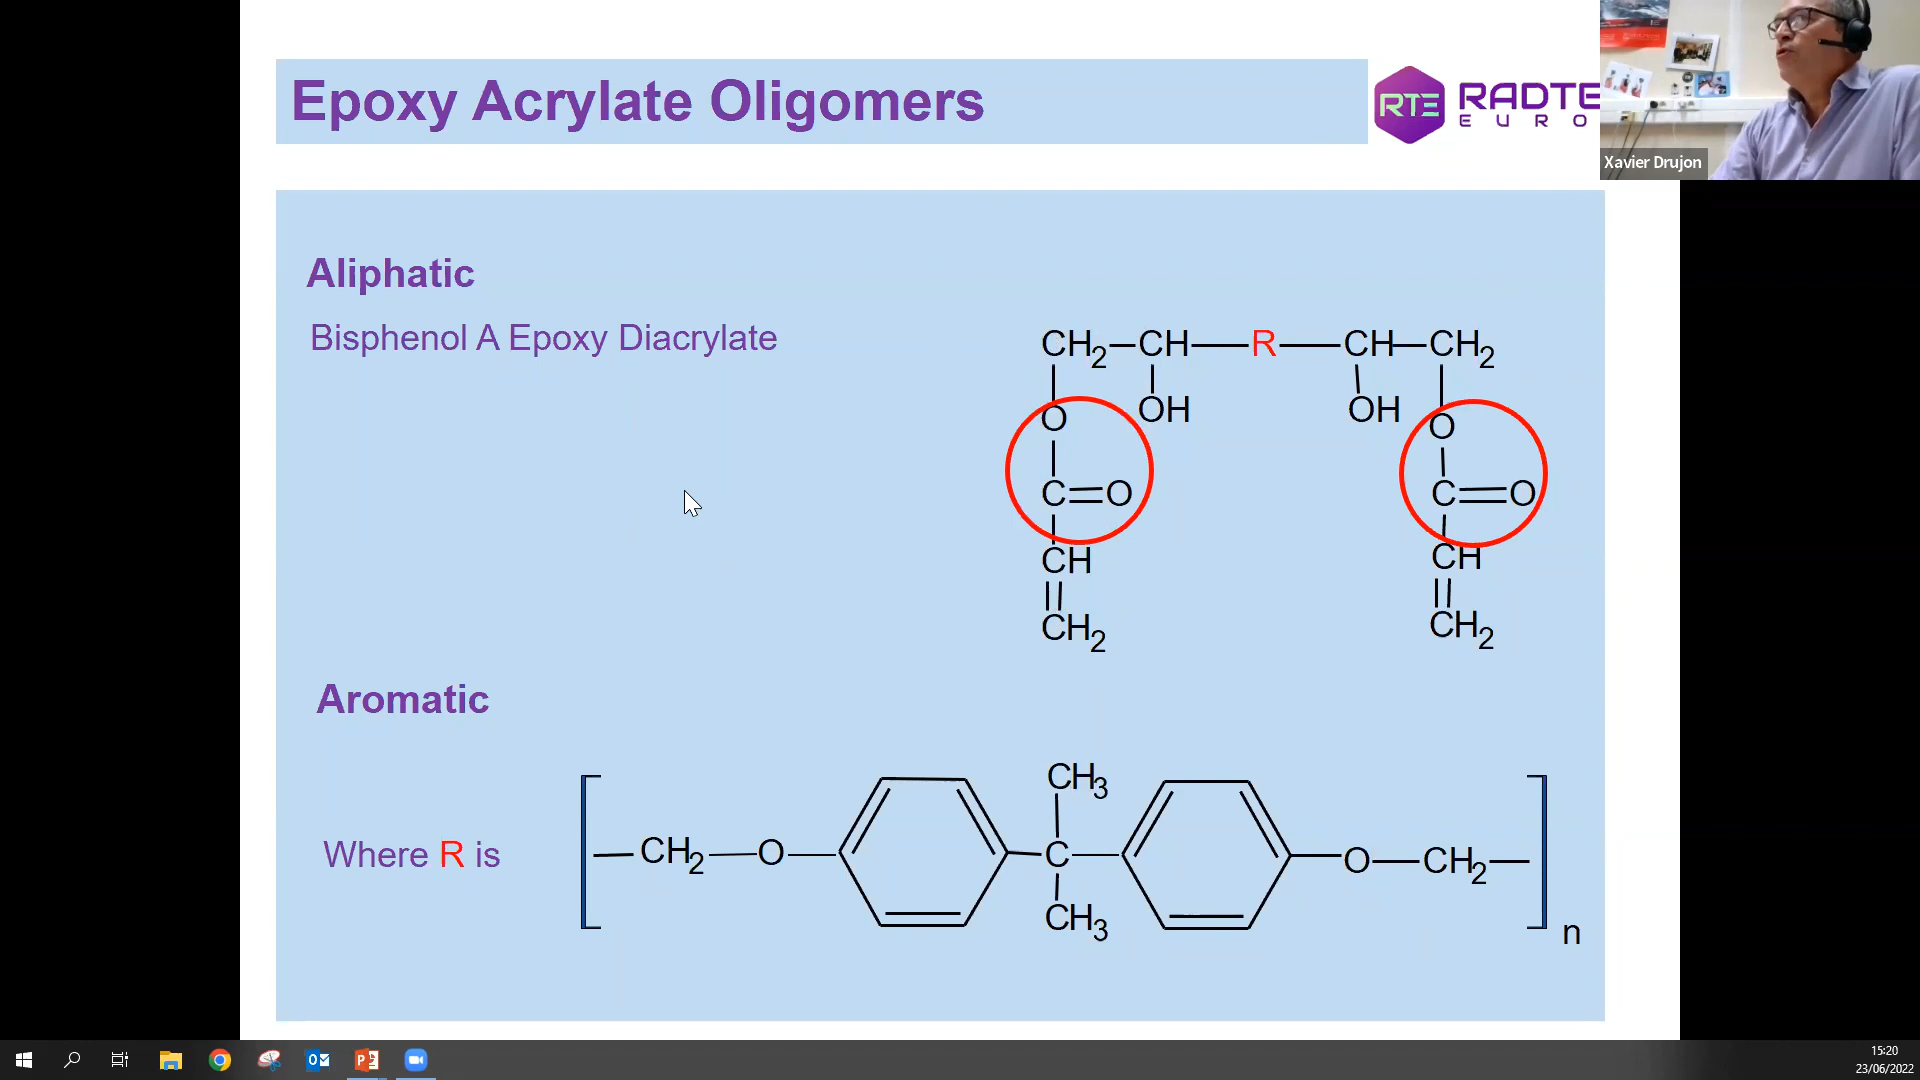 Epoxy Acrylate Oligomers
RTE RADTE
EURO
Xavier Drujon
Aliphatic
Bisphenol A Epoxy Diacrylate
CH2 CH R CH CH2
OH OH
O O
C O C O
CH CH
CH2 CH2
Aromatic
CH3
Where R is CH2 O C O CH2
CH3
n
15:20
23/06/2022